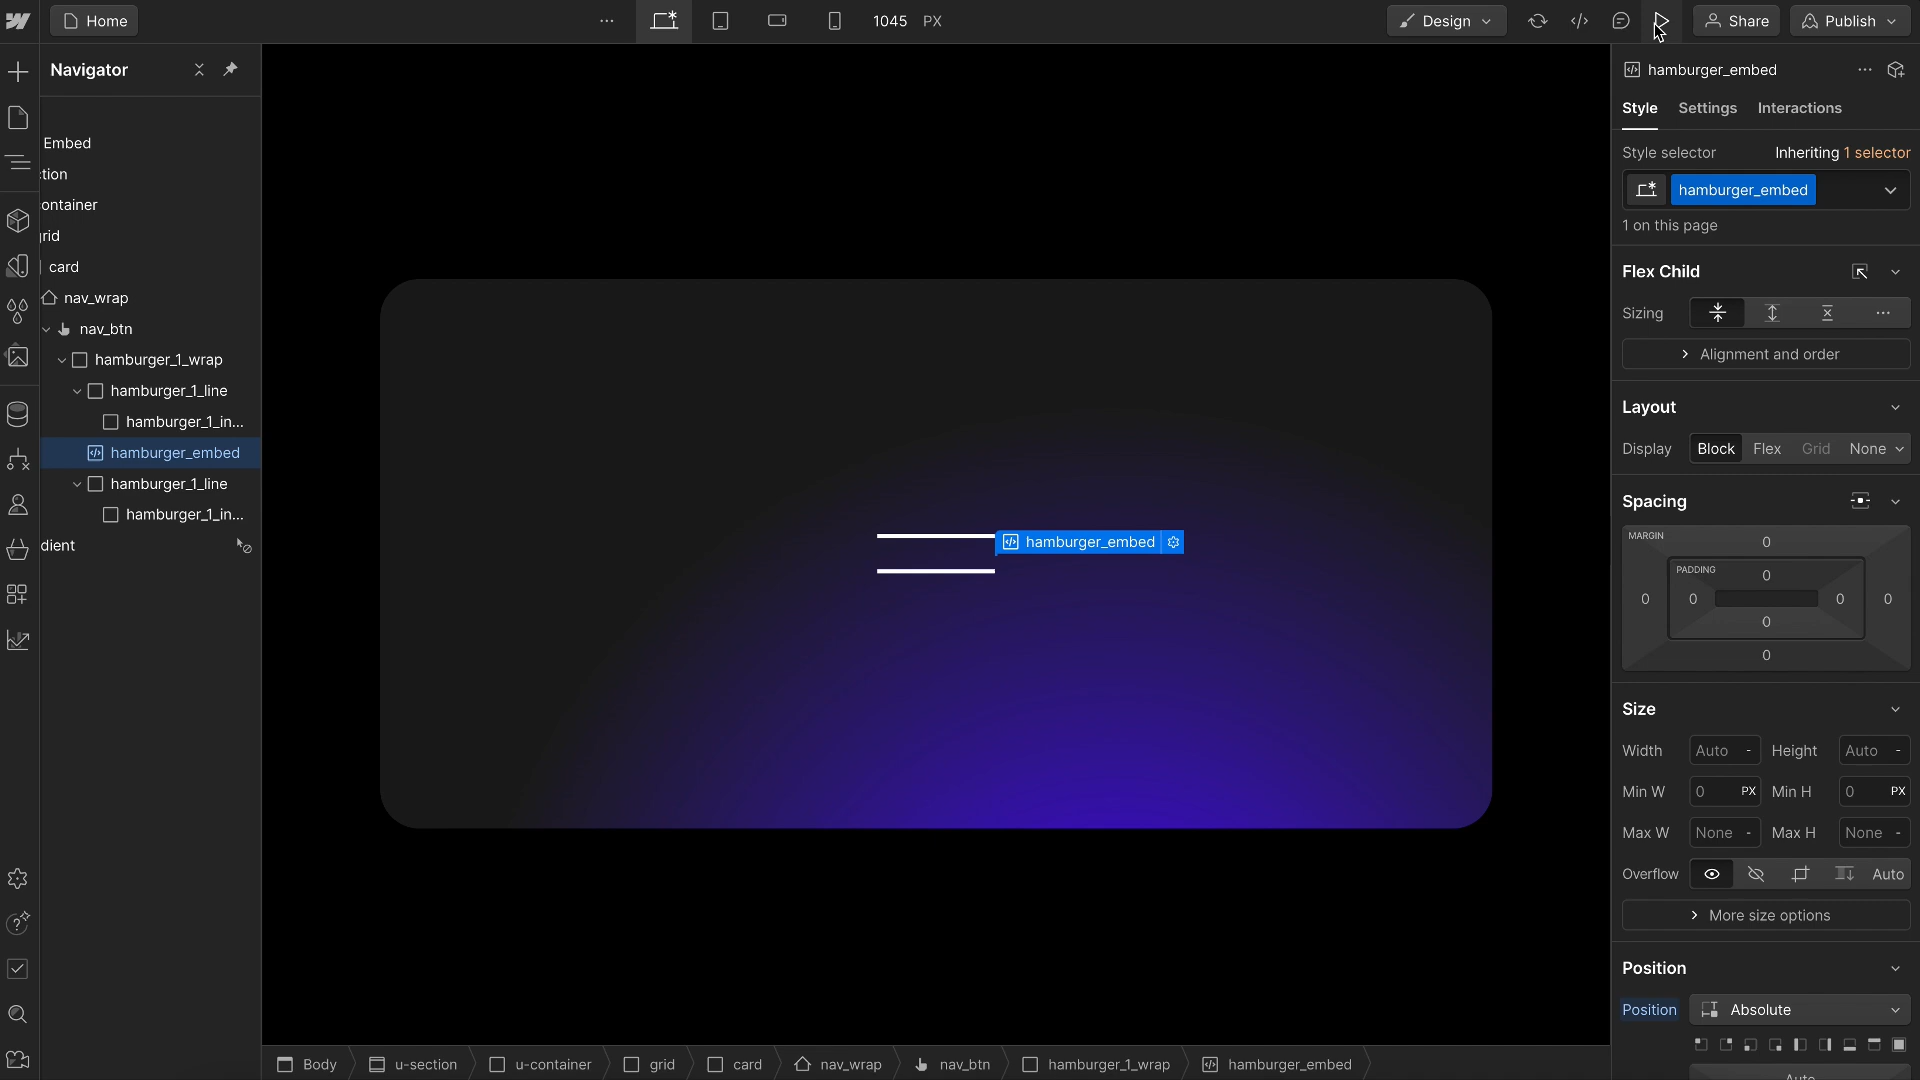 Home
1045 PX
Design
Share
Publish
Navigator
Embed
tion
ontainer
rid
card
nav_wrap
nav_btn
hamburger_1_wrap
hamburger_1_line
hamburger_1_in...
hamburger_embed
hamburger_1_line
hamburger_1_in...
dient
hamburger_embed
hamburger_embed
Style Settings Interactions
Style selector Inheriting 1 selector
hamburger_embed
1 on this page
Flex Child
Sizing
Alignment and order
Layout
Display Block Flex Grid None
Spacing
MARGIN
0
PADDING
0
0 0 0 0
0
0
Size
Width Auto - Height Auto -
Min W 0 PX Min H 0 PX
Max W None - Max H None -
Overflow Auto
More size options
Position
Position Absolute
Auto
Body u-section u-container grid card nav_wrap nav_btn hamburger_1_wrap hamburger_embed